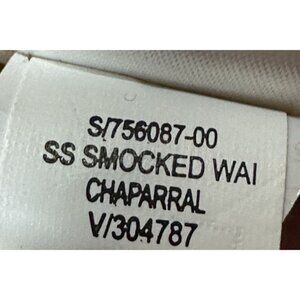 S/756087-00
SS SMOCKED WAI
CHAPARRAL
V/304787